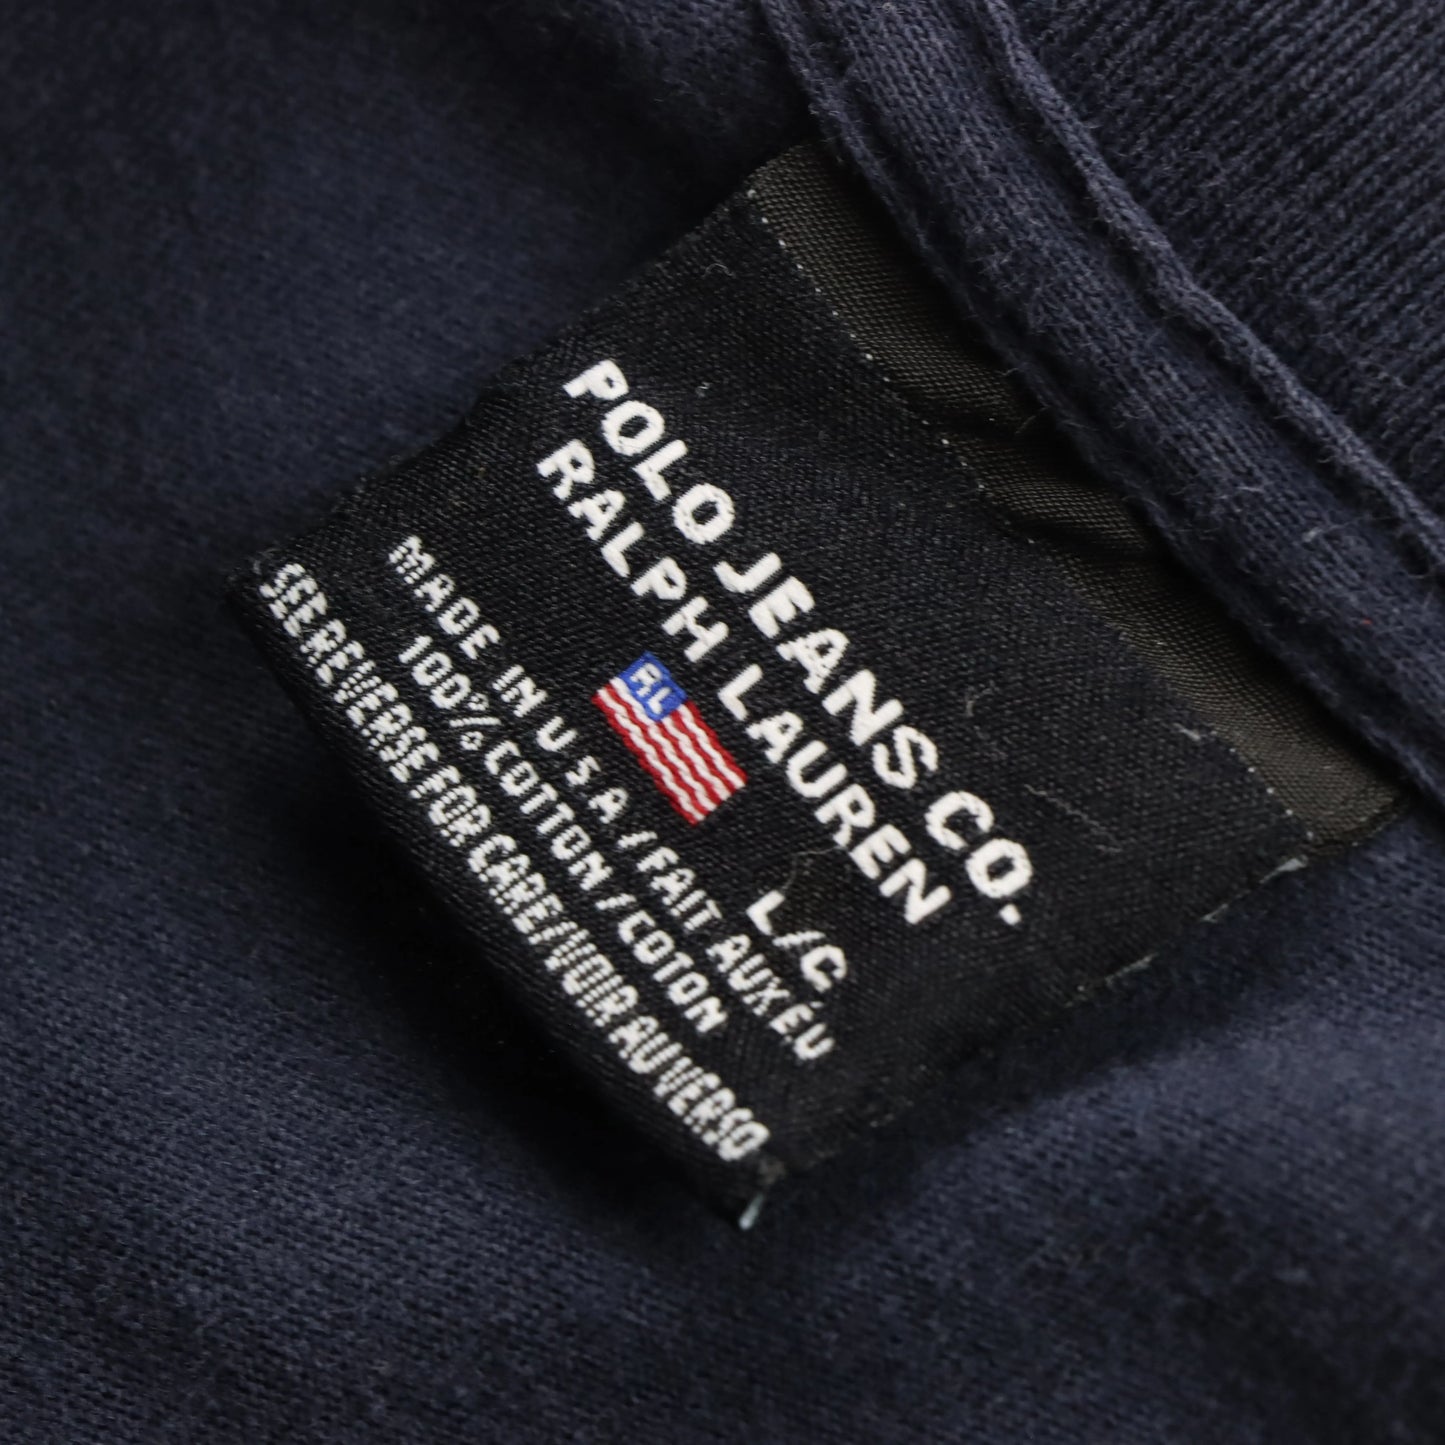 POLO JEANS CO.
RALPH LAUREN
RL
L/C
MADE IN U S A / FAIT AUX EU
100% COTTON / COTON
SEE REVERSE FOR CARE / VOIR AU VERSO